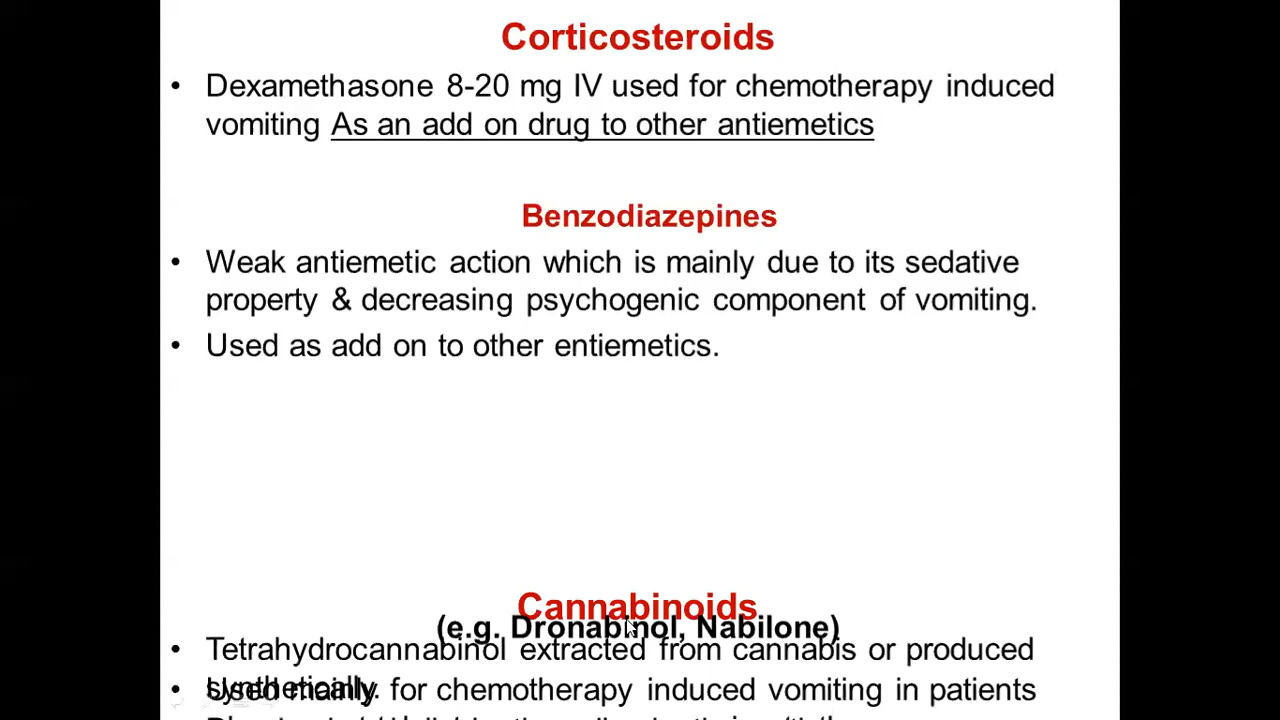 Corticosteroids
• Dexamethasone 8-20 mg IV used for chemotherapy induced
vomiting As an add on drug to other antiemetics
Benzodiazepines
• Weak antiemetic action which is mainly due to its sedative
property & decreasing psychogenic component of vomiting.
• Used as add on to other entiemetics.
Cannabinoids
(e.g. Dronabinol, Nabilone)
• Tetrahydrocannabinol extracted from cannabis or produced
synthetically.
• Used mainly for chemotherapy induced vomiting in patients